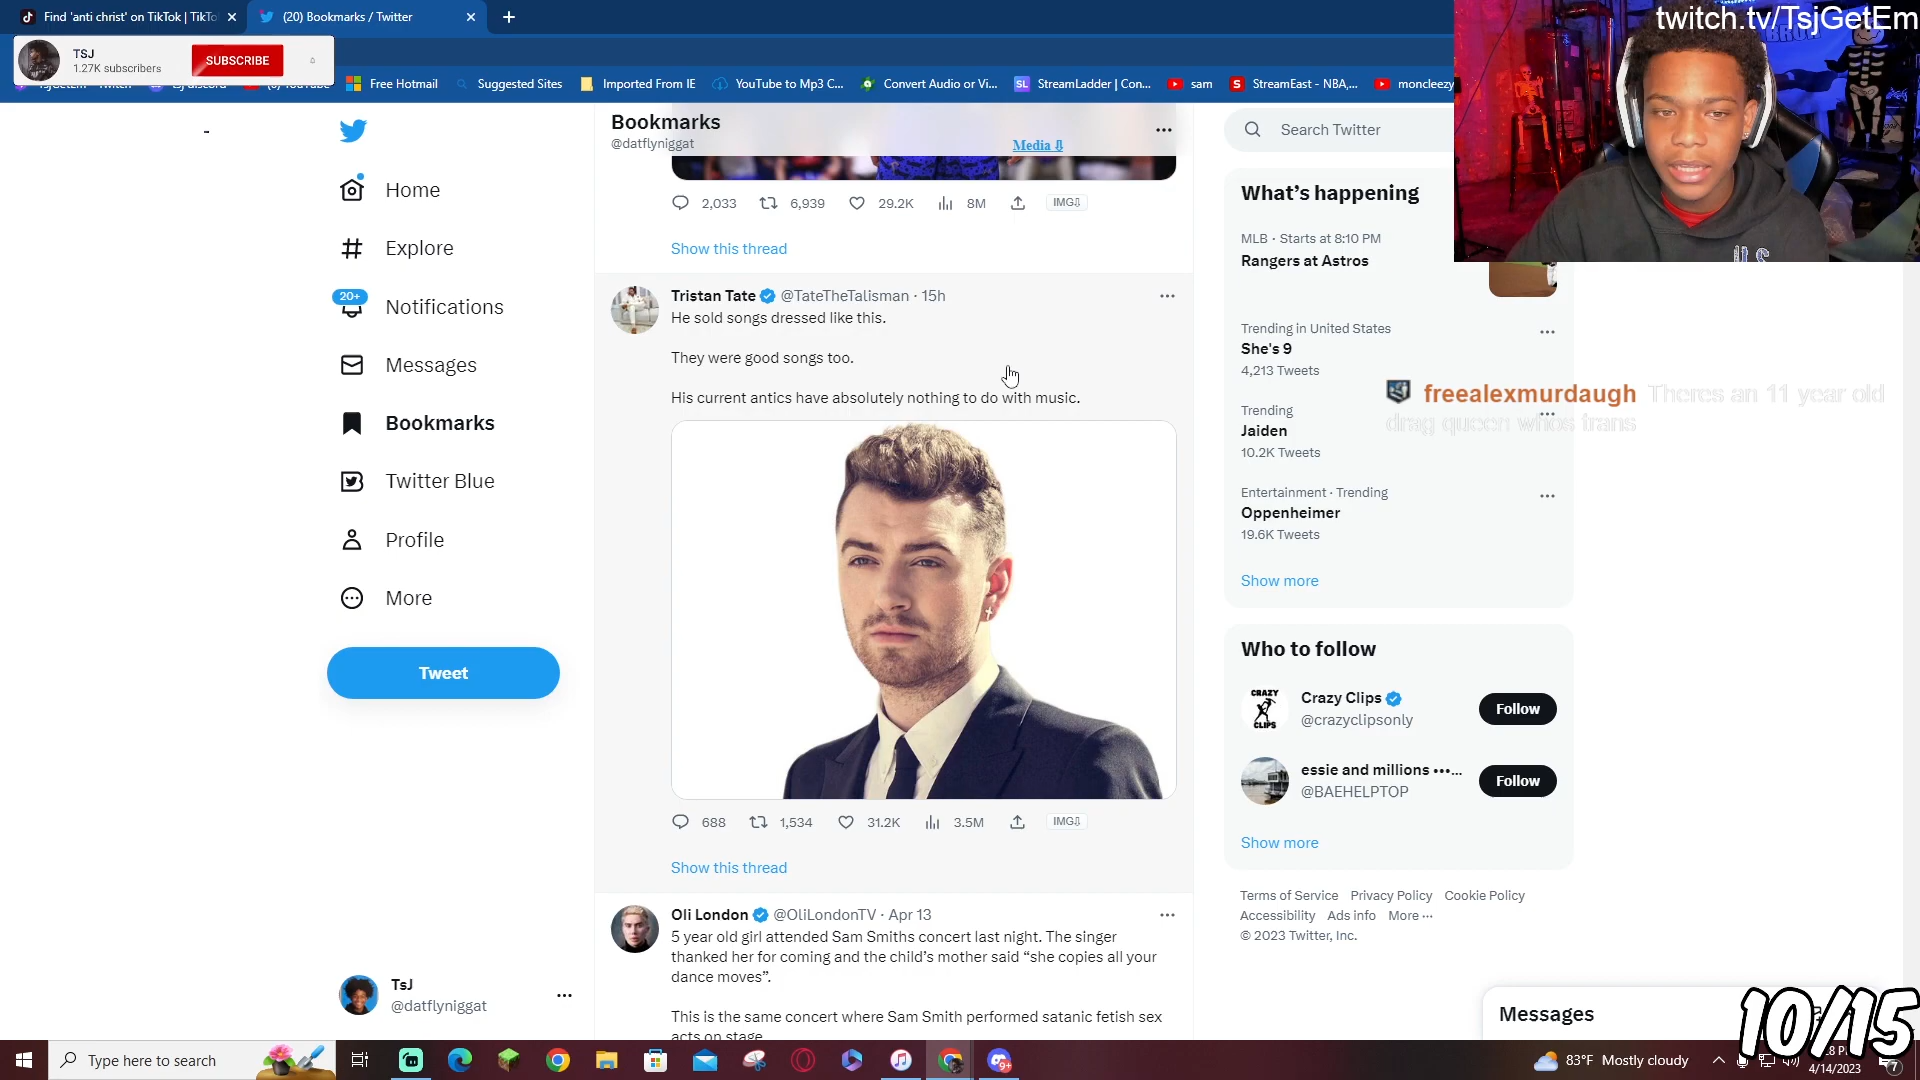 Find 'anti christ' on TikTok | TikTo
(20) Bookmarks / Twitter
twitch.tv/TsjGetEm
TSJ
1.27K subscribers
SUBSCRIBE
Free Hotmail
Suggested Sites
Imported From IE
YouTube to Mp3 C...
Convert Audio or Vi...
StreamLadder | Con...
sam
StreamEast - NBA,...
moncleezy
Home
Explore
20+
Notifications
Messages
Bookmarks
Twitter Blue
Profile
More
Tweet
TsJ
@datflyniggat
Bookmarks
@datflyniggat
Media ⇩
2,033
6,939
29.2K
8M
IMG⇩
Show this thread
Tristan Tate @TateTheTalisman · 15h
He sold songs dressed like this.
They were good songs too.
His current antics have absolutely nothing to do with music.
688
1,534
31.2K
3.5M
IMG⇩
Show this thread
Oli London @OliLondonTV · Apr 13
5 year old girl attended Sam Smiths concert last night. The singer
thanked her for coming and the child's mother said “she copies all your
dance moves”.
This is the same concert where Sam Smith performed satanic fetish sex
acts on stage
Search Twitter
What's happening
MLB · Starts at 8:10 PM
Rangers at Astros
Trending in United States
She's 9
4,213 Tweets
Trending
Jaiden
10.2K Tweets
Entertainment · Trending
Oppenheimer
19.6K Tweets
Show more
freealexmurdaugh Theres an 11 year old
drag queen whos trans
Who to follow
CRAZY
CLIPS
Crazy Clips
@crazyclipsonly
Follow
essie and millions •••...
@BAEHELPTOP
Follow
Show more
Terms of Service Privacy Policy Cookie Policy
Accessibility Ads info More ···
© 2023 Twitter, Inc.
Messages
10/15
Type here to search
9+
83°F Mostly cloudy
4/14/2023
7